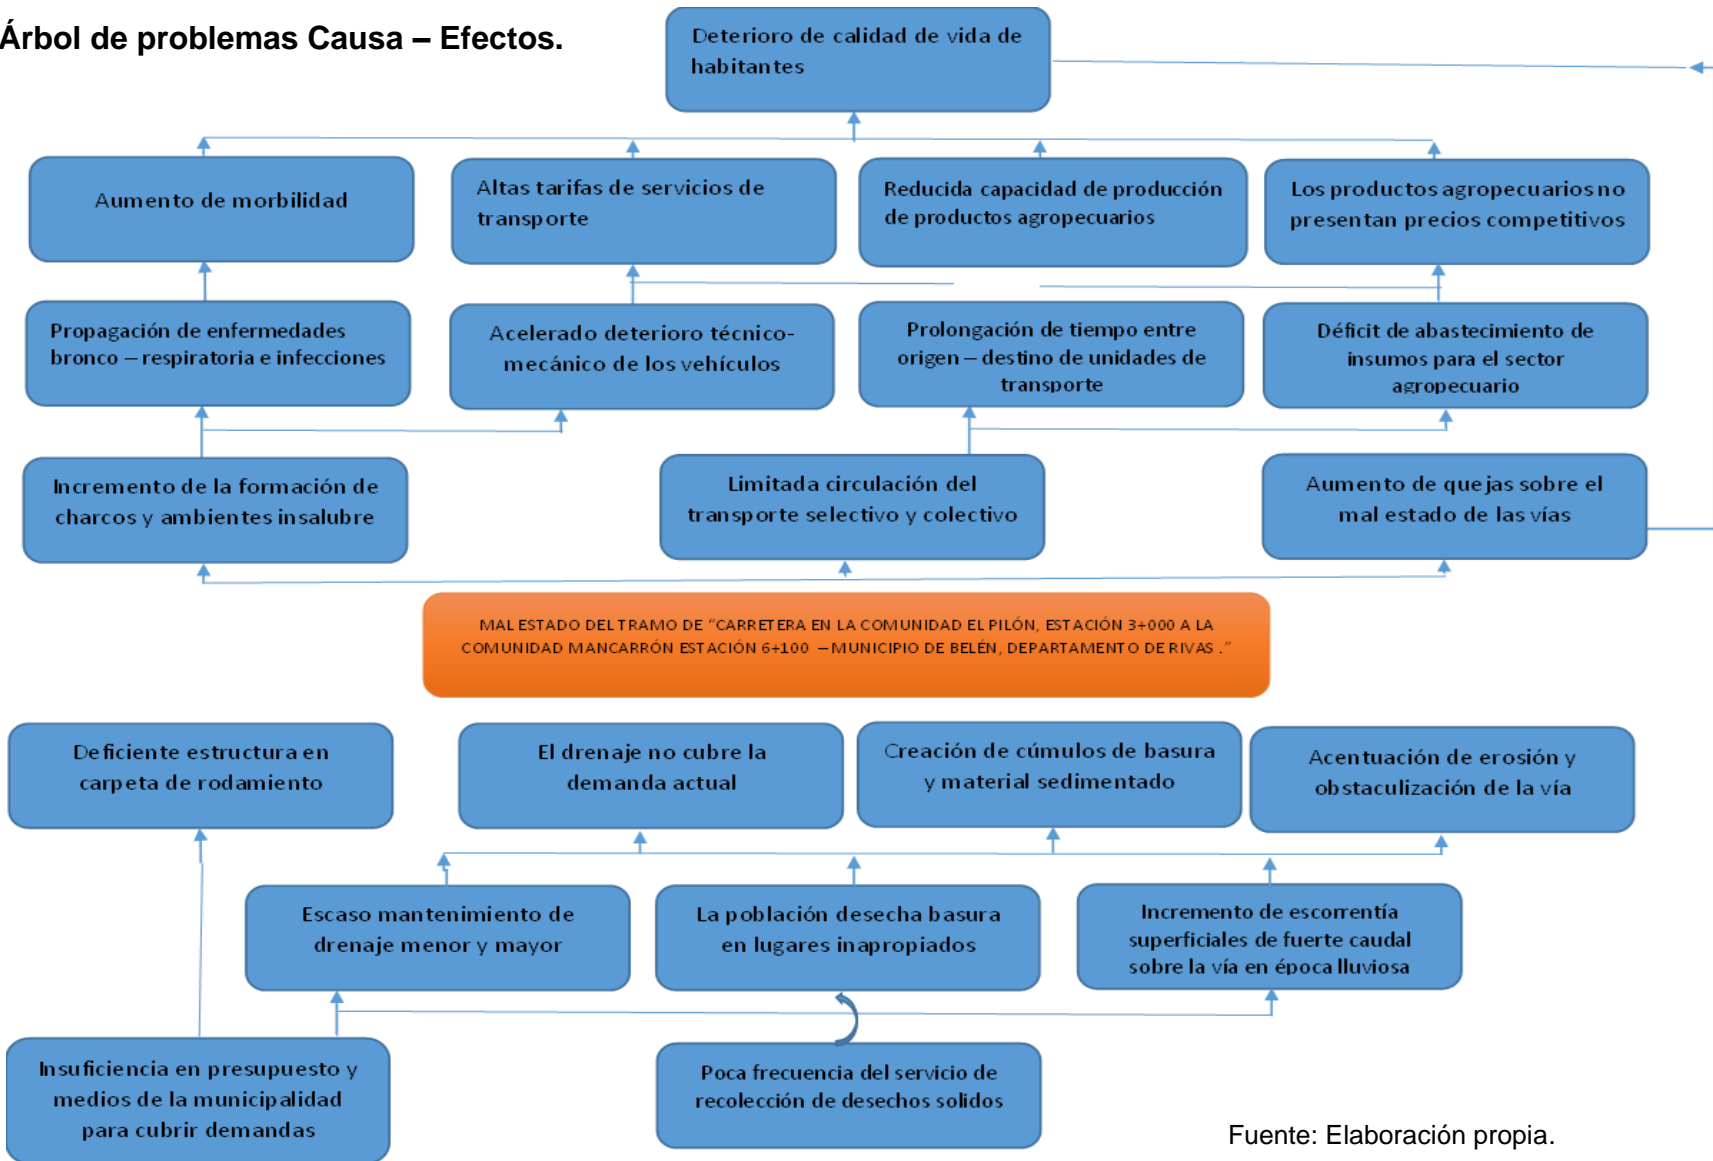 Árbol de problemas Causa – Efectos.
Deterioro de calidad de vida de
habitantes
Aumento de morbilidad
Altas tarifas de servicios de
transporte
Reducida capacidad de producción
de productos agropecuarios
Los productos agropecuarios no
presentan precios competitivos
Propagación de enfermedades
bronco – respiratoria e infecciones
Acelerado deterioro técnico-
mecánico de los vehículos
Prolongación de tiempo entre
origen – destino de unidades de
transporte
Déficit de abastecimiento de
insumos para el sector
agropecuario
Incremento de la formación de
charcos y ambientes insalubre
Limitada circulación del
transporte selectivo y colectivo
Aumento de quejas sobre el
mal estado de las vías
MAL ESTADO DEL TRAMO DE “CARRETERA EN LA COMUNIDAD EL PILÓN, ESTACIÓN 3+000 A LA
COMUNIDAD MANCARRÓN ESTACIÓN 6+100 – MUNICIPIO DE BELÉN, DEPARTAMENTO DE RIVAS .”
Deficiente estructura en
carpeta de rodamiento
El drenaje no cubre la
demanda actual
Creación de cúmulos de basura
y material sedimentado
Acentuación de erosión y
obstaculización de la vía
Escaso mantenimiento de
drenaje menor y mayor
La población desecha basura
en lugares inapropiados
Incremento de escorrentía
superficiales de fuerte caudal
sobre la vía en época lluviosa
Insuficiencia en presupuesto y
medios de la municipalidad
para cubrir demandas
Poca frecuencia del servicio de
recolección de desechos solidos
Fuente: Elaboración propia.